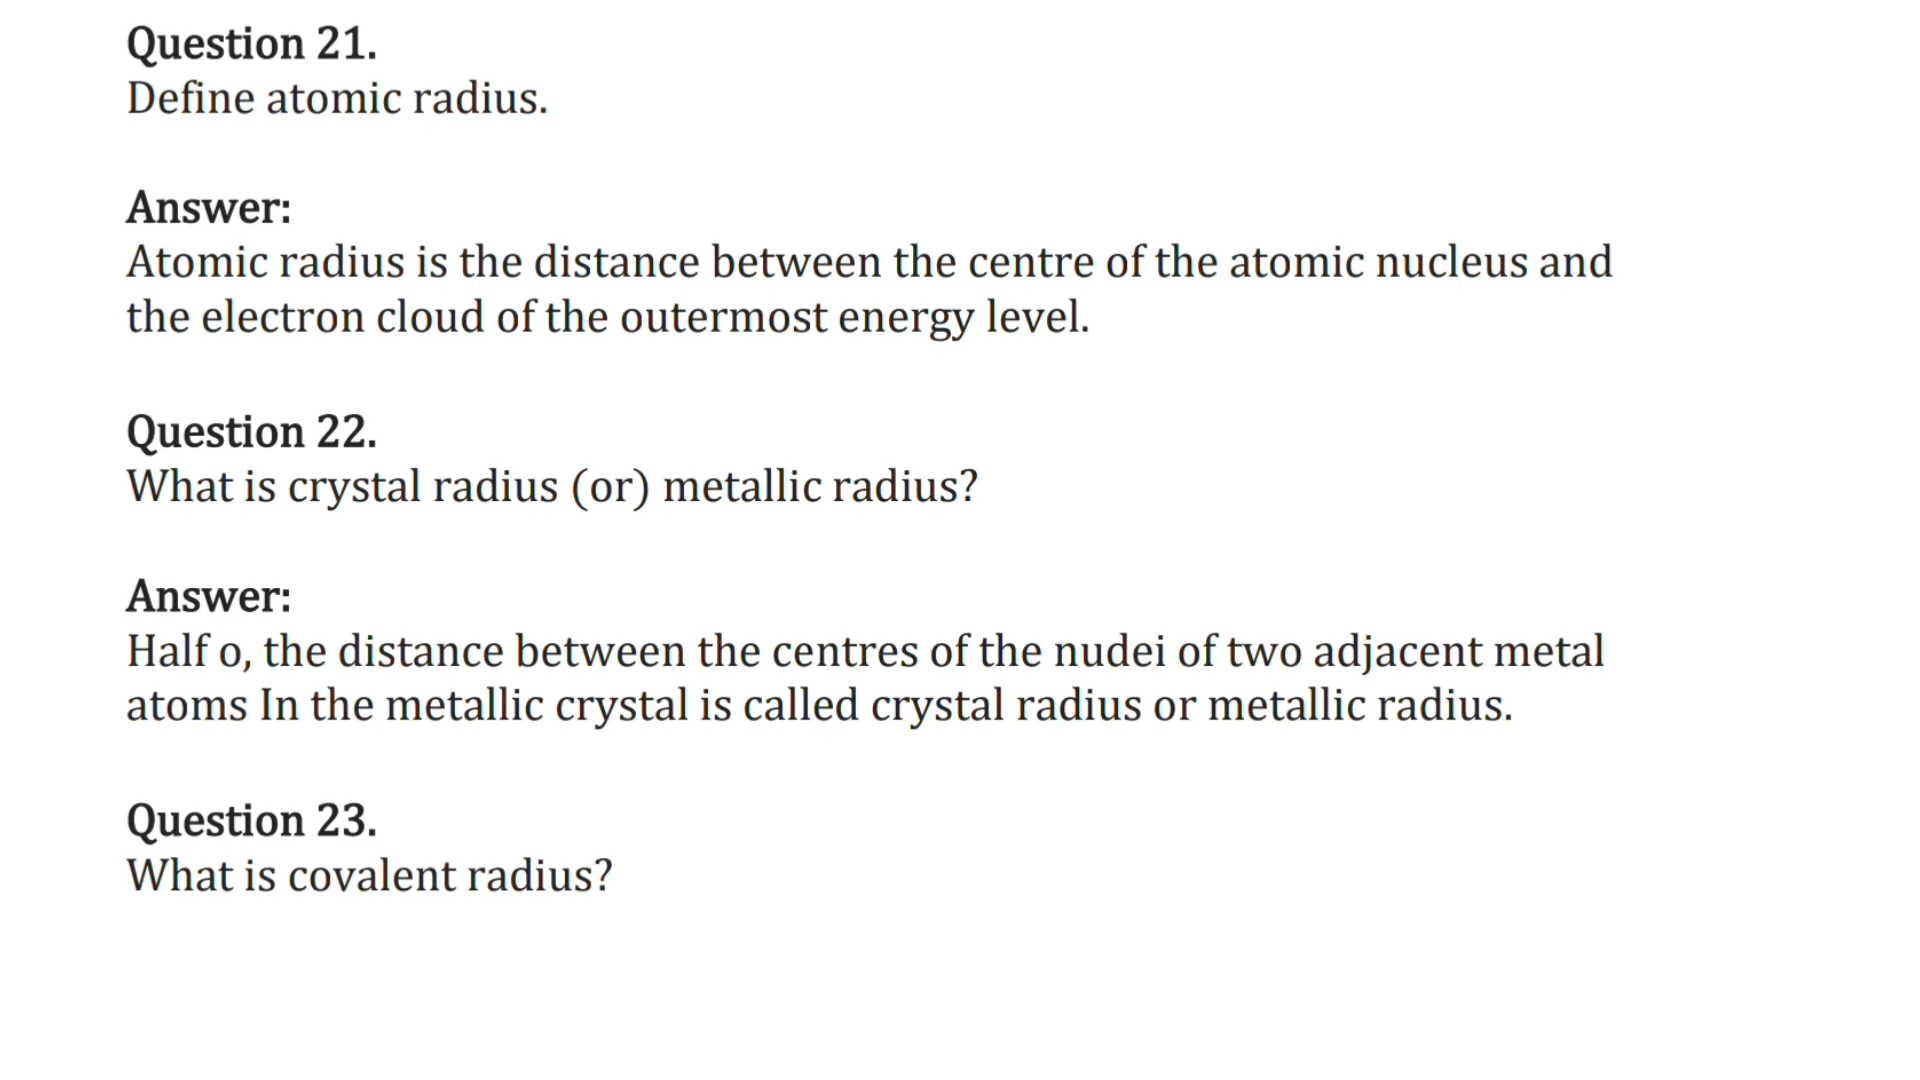 Question 21.
Define atomic radius.
Answer:
Atomic radius is the distance between the centre of the atomic nucleus and
the electron cloud of the outermost energy level.
Question 22.
What is crystal radius (or) metallic radius?
Answer:
Half o, the distance between the centres of the nudei of two adjacent metal
atoms In the metallic crystal is called crystal radius or metallic radius.
Question 23.
What is covalent radius?